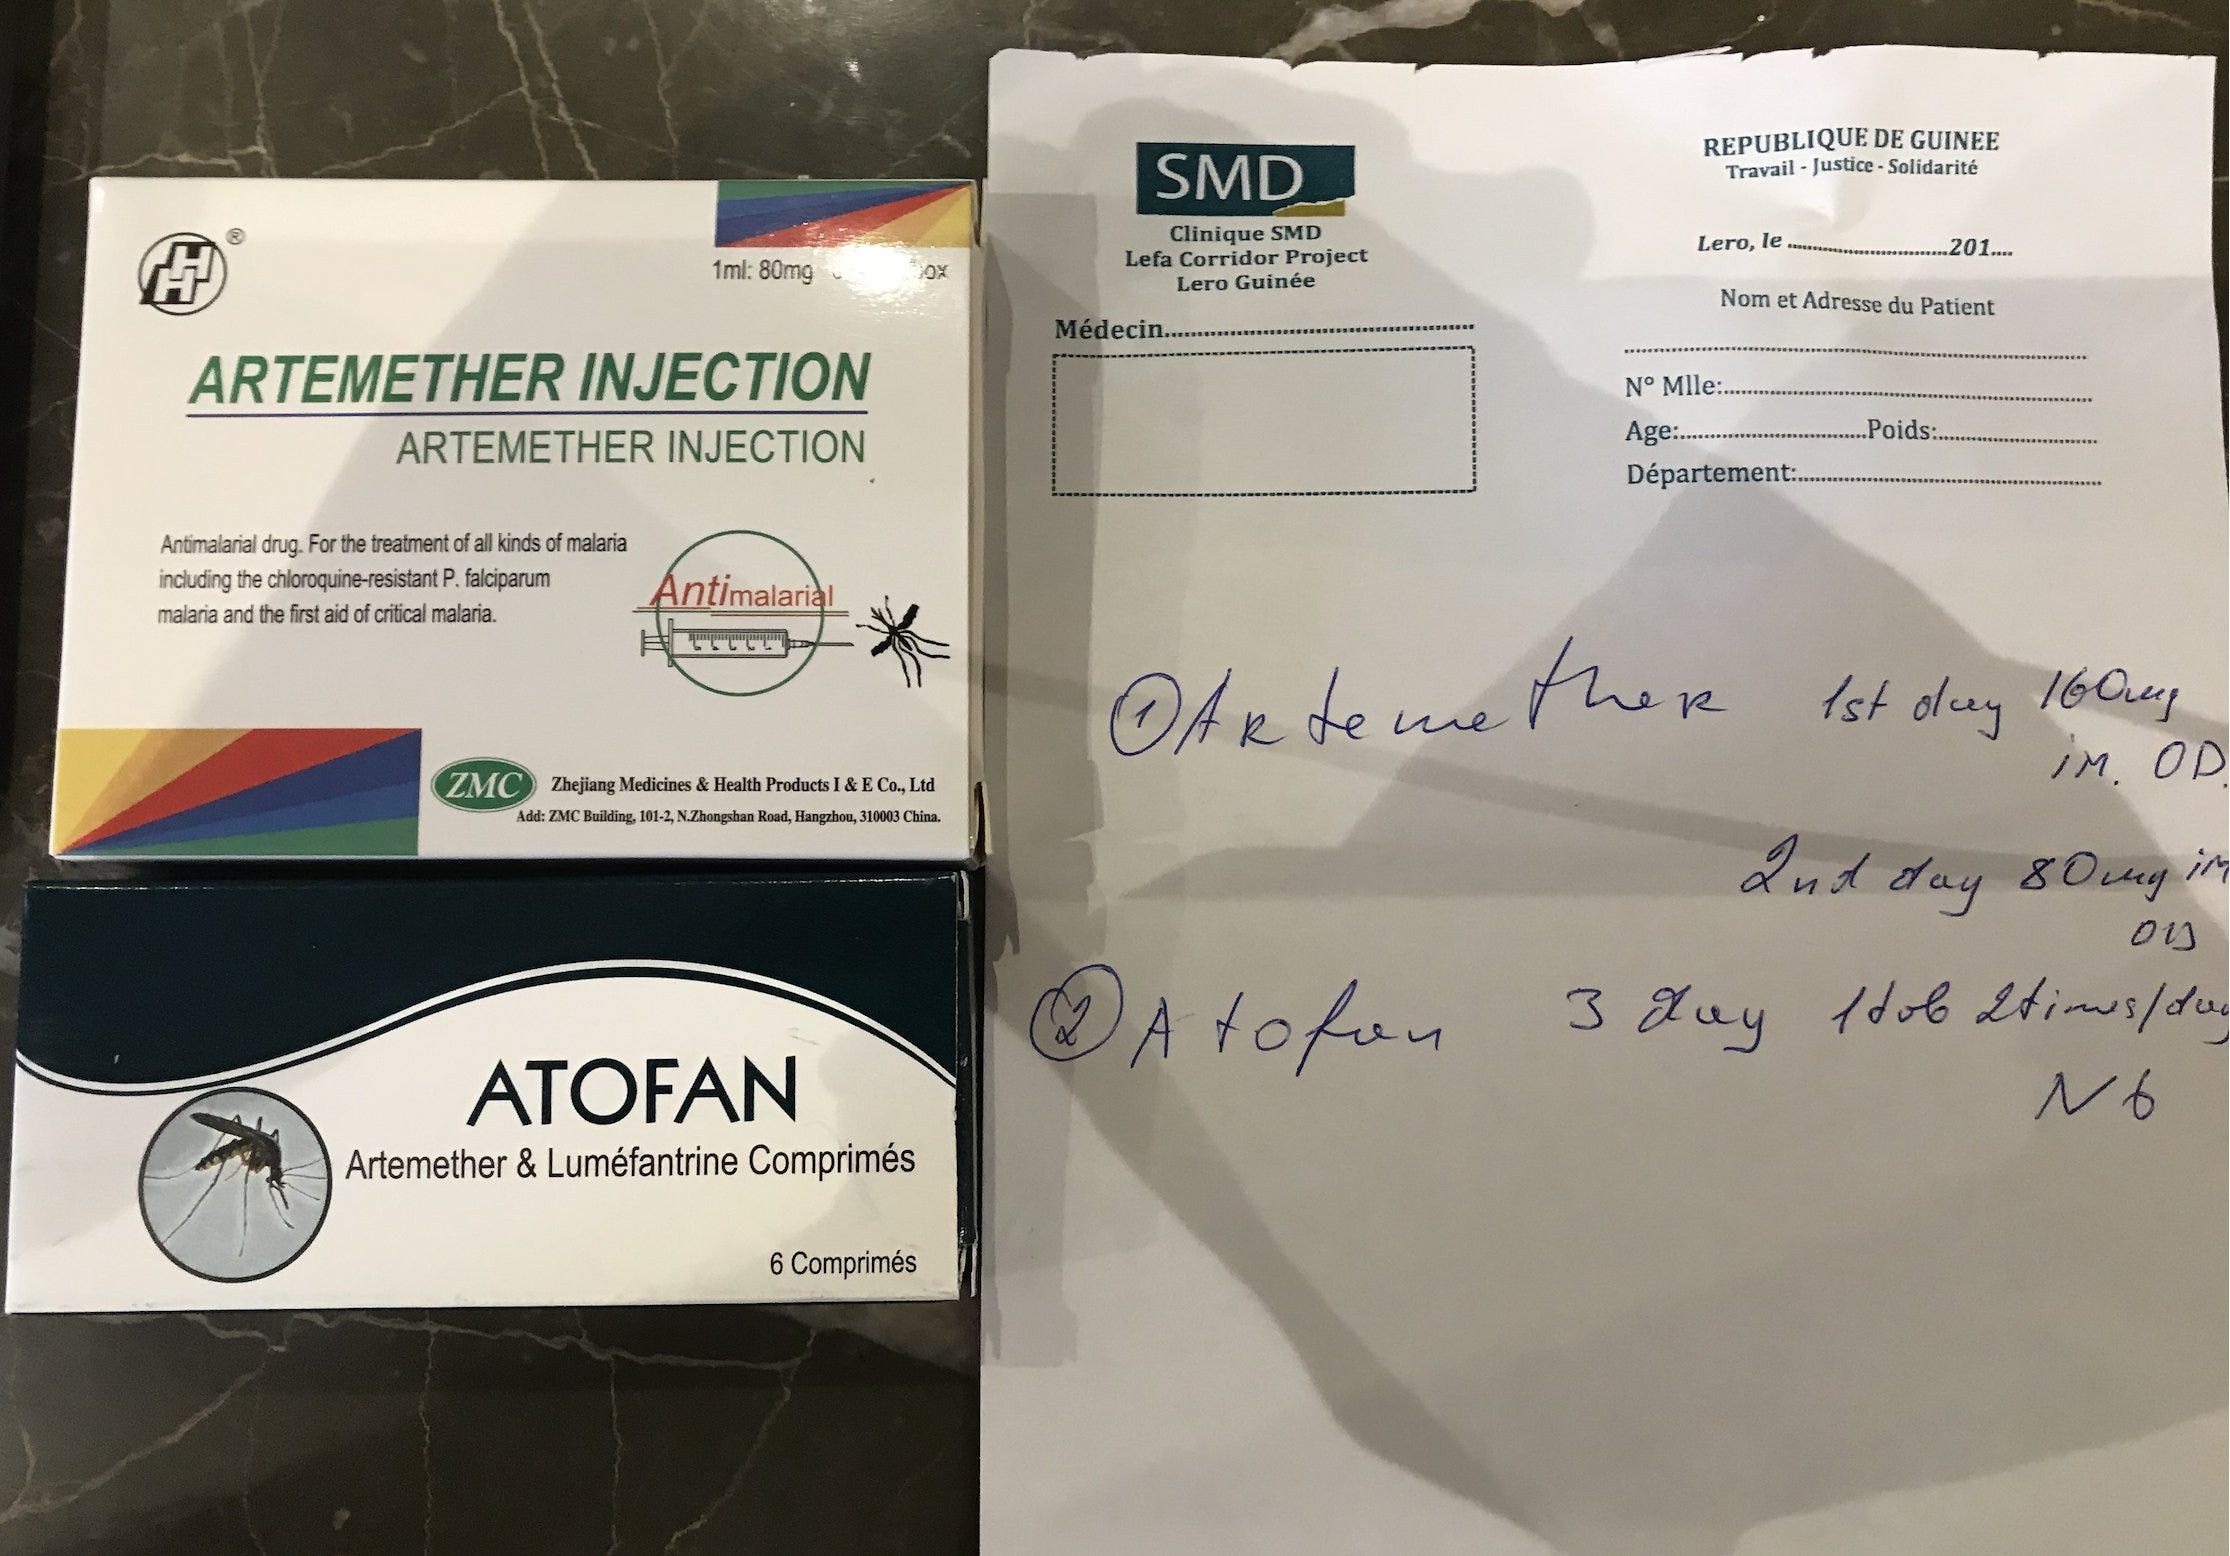 H
®
1ml: 80mg
ARTEMETHER INJECTION
ARTEMETHER INJECTION
Antimalarial drug. For the treatment of all kinds of malaria
including the chloroquine-resistant P. falciparum
malaria and the first aid of critical malaria.
Antimalarial
ZMC
Zhejiang Medicines & Health Products I & E Co., Ltd
Add: ZMC Building, 101-2, N.Zhongshan Road, Hangzhou, 310003 China.
ATOFAN
Artemether & Luméfantrine Comprimés
6 Comprimés
SMD
Clinique SMD
Lefa Corridor Project
Lero Guinée
Médecin
REPUBLIQUE DE GUINEE
Travail - Justice - Solidarité
Lero, le ..............................201....
Nom et Adresse du Patient
N° Mlle:
Age: Poids:
Département:
① Artemether 1st day 160mg
im. OD.
2nd day 80mg im
OD
② Atofan 3 day 1tab 2times/day
N 6